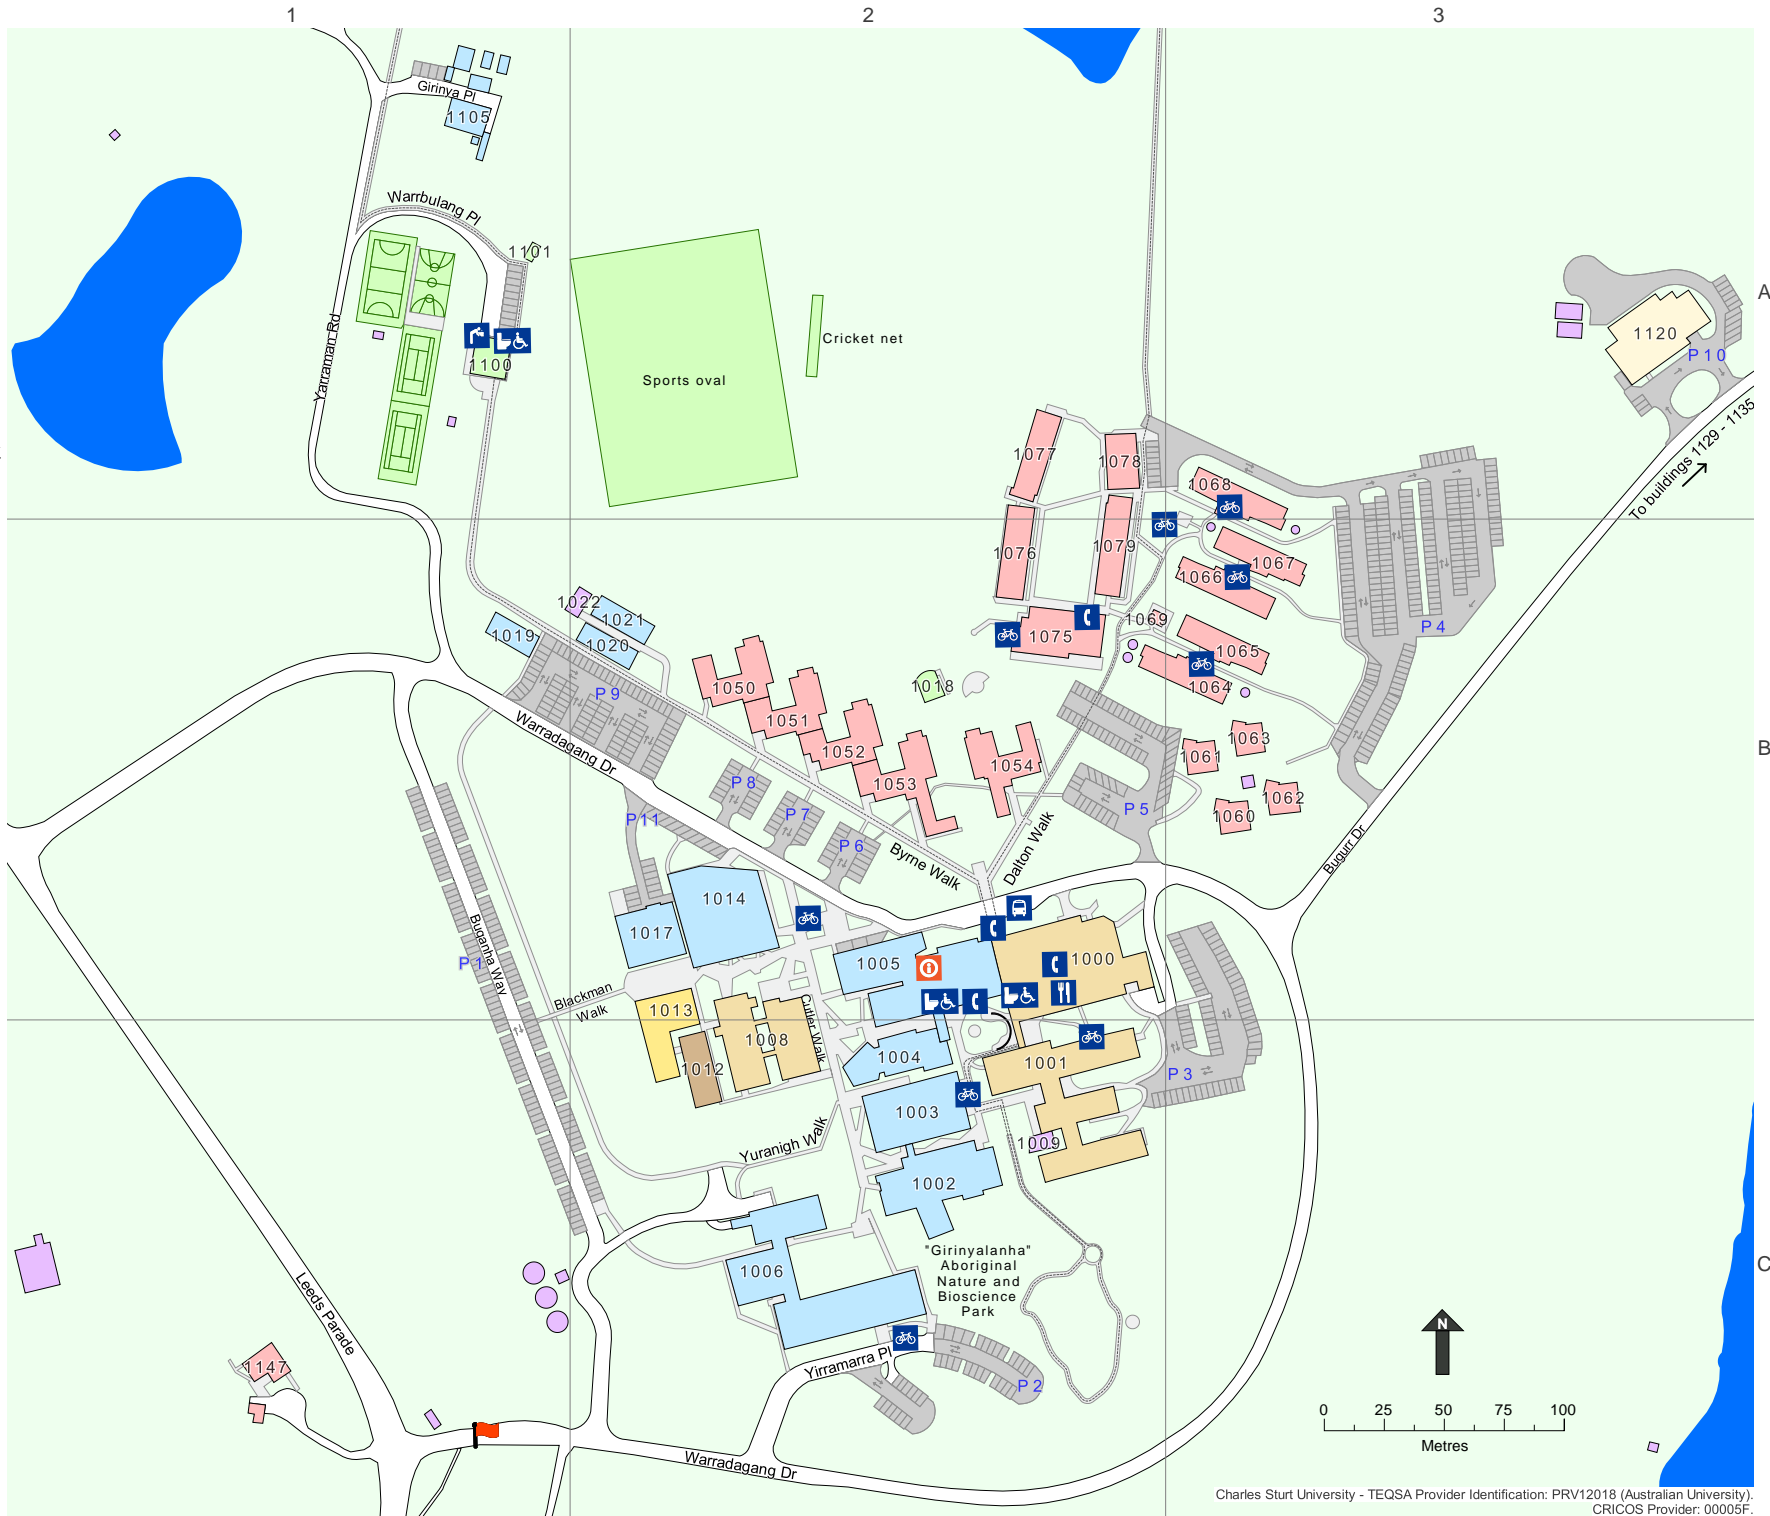 1
2
3
Girinya Pl
1105
Warrbulang Pl
1101
A
Yarraman Rd
1100
Cricket net
Sports oval
1120
P 10
To buildings 1129 - 1135
1077
1078
1068
1076
1079
1067
1066
1022
1021
1019
1020
1075
1069
1065
1064
P 4
P 9
1050
1018
1051
1052
1053
1054
1063
1061
1062
1060
B
Warradagang Dr
P 8
P 7
P 11
P 6
P 5
Byrne Walk
Dalton Walk
Bugurr Dr
1014
1017
1005
1000
Buganha Way
P 1
Blackman
Walk
1013
1012
1008
Cutler Walk
1004
1001
P 3
1003
1009
Yuranigh Walk
1002
1006
"Girinyalanha"
Aboriginal
Nature and
Bioscience
Park
C
Leeds Parade
1147
Yirramarra Pl
P 2
Warradagang Dr
N
0 25 50 75 100
Metres
Charles Sturt University - TEQSA Provider Identification: PRV12018 (Australian University).
CRICOS Provider: 00005F.